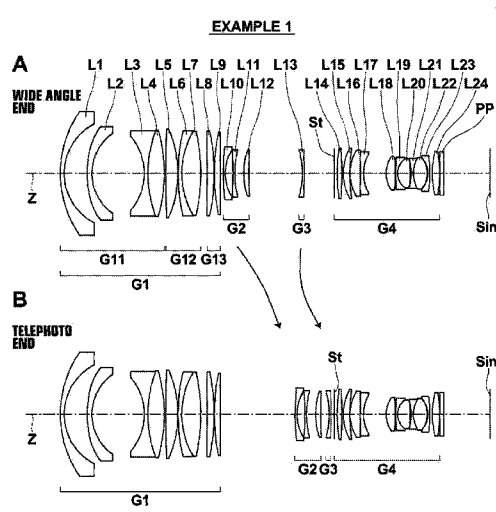 EXAMPLE 1
A
L1 L3 L5 L7 L9 L11 L13 L15 L17 L19 L21 L23
L2 L4 L6 L8 L10 L12 L14 L16 L18 L20 L22 L24
PP
WIDE ANGLE
END
St
Z
Sim
G2 G3 G4
G11 G12 G13
G1
B
TELEPHOTO
END
St
Sim
Z
G2 G3 G4
G1